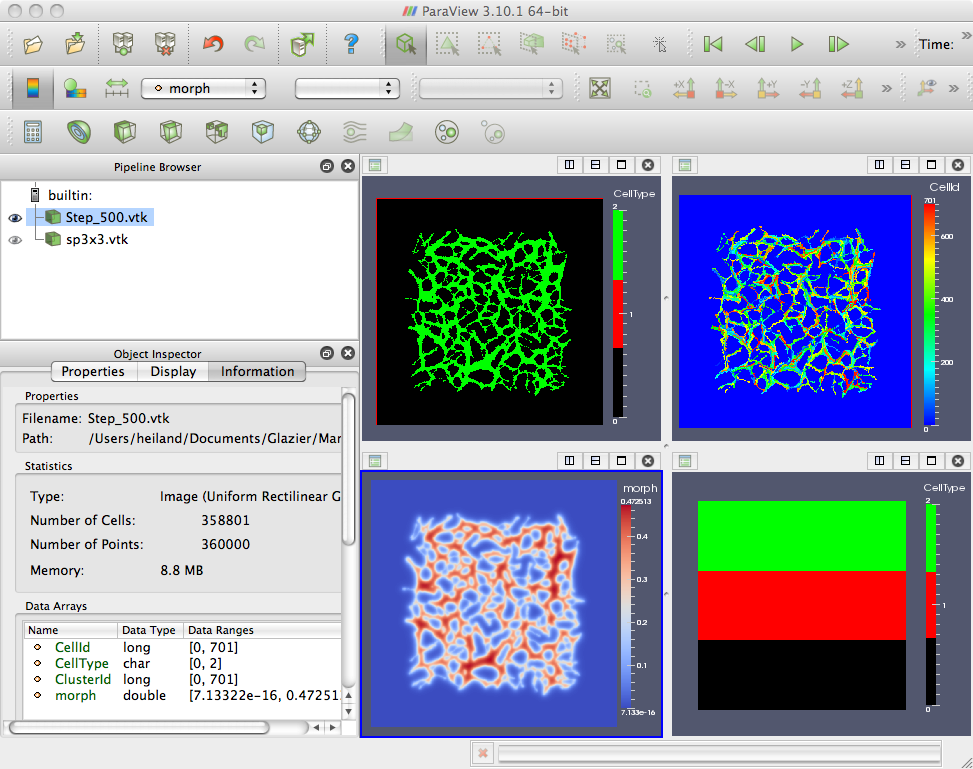 ParaView 3.10.1 64-bit
?
Time:
morph
+X -X +Y -Y +Z
Pipeline Browser
builtin:
Step_500.vtk
sp3x3.vtk
Object Inspector
Properties Display Information
Properties
Filename: Step_500.vtk
Path: /Users/heiland/Documents/Glazier/Mar
Statistics
Type: Image (Uniform Rectilinear G
Number of Cells: 358801
Number of Points: 360000
Memory: 8.8 MB
Data Arrays
Name Data Type Data Ranges
CellId long [0, 701]
CellType char [0, 2]
ClusterId long [0, 701]
morph double [7.13322e-16, 0.47251
CellType
2
1
0
CellId
701
600
400
200
0
morph
0.472513
0.4
0.3
0.2
0.1
7.133e-16
CellType
2
1
0